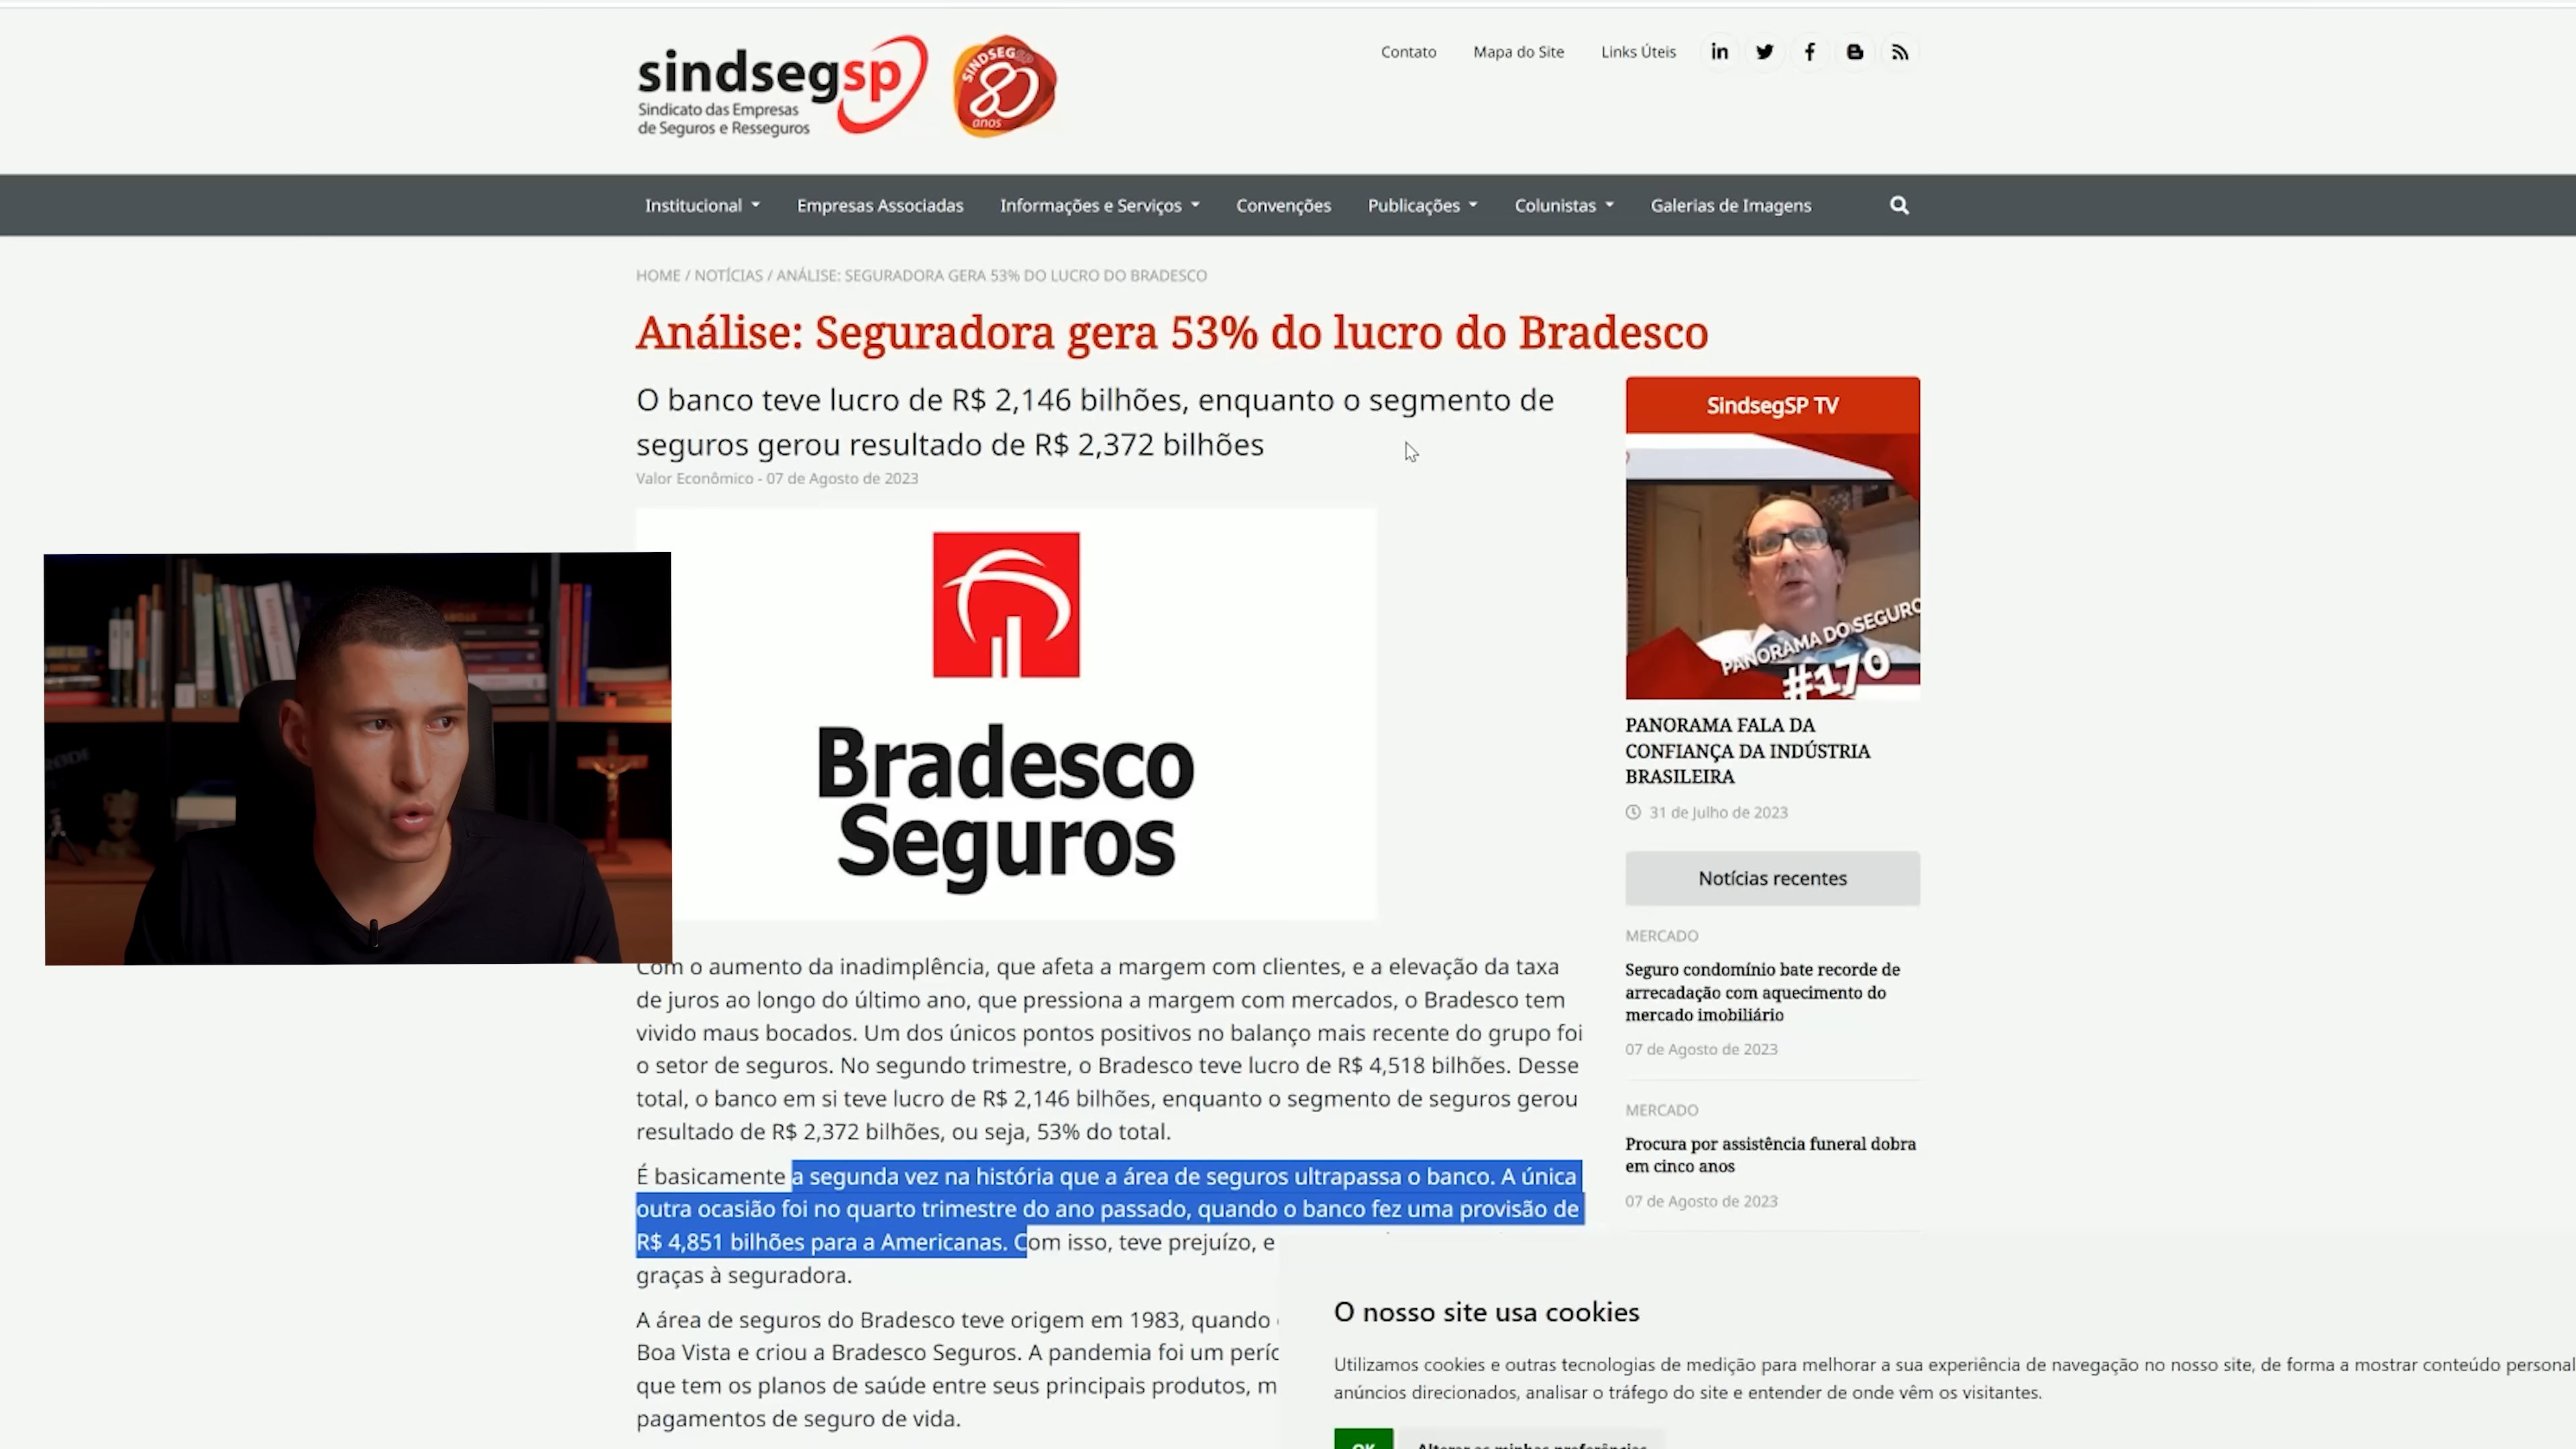 sindsegsp
Sindicato das Empresas
de Seguros e Resseguros
SINDSEGSP
80
anos
Contato
Mapa do Site
Links Úteis
Institucional
Empresas Associadas
Informações e Serviços
Convenções
Publicações
Colunistas
Galerias de Imagens
HOME / NOTÍCIAS / ANÁLISE: SEGURADORA GERA 53% DO LUCRO DO BRADESCO
Análise: Seguradora gera 53% do lucro do Bradesco
O banco teve lucro de R$ 2,146 bilhões, enquanto o segmento de
seguros gerou resultado de R$ 2,372 bilhões
Valor Econômico - 07 de Agosto de 2023
Bradesco
Seguros
Com o aumento da inadimplência, que afeta a margem com clientes, e a elevação da taxa
de juros ao longo do último ano, que pressiona a margem com mercados, o Bradesco tem
vivido maus bocados. Um dos únicos pontos positivos no balanço mais recente do grupo foi
o setor de seguros. No segundo trimestre, o Bradesco teve lucro de R$ 4,518 bilhões. Desse
total, o banco em si teve lucro de R$ 2,146 bilhões, enquanto o segmento de seguros gerou
resultado de R$ 2,372 bilhões, ou seja, 53% do total.
É basicamente a segunda vez na história que a área de seguros ultrapassa o banco. A única
outra ocasião foi no quarto trimestre do ano passado, quando o banco fez uma provisão de
R$ 4,851 bilhões para a Americanas. Com isso, teve prejuízo, e
graças à seguradora.
A área de seguros do Bradesco teve origem em 1983, quando
Boa Vista e criou a Bradesco Seguros. A pandemia foi um
que tem os planos de saúde entre seus principais produtos,
pagamentos de seguro de vida.
SindsegSP TV
PANORAMA DO SEGURO
#170
PANORAMA FALA DA
CONFIANÇA DA INDÚSTRIA
BRASILEIRA
31 de Julho de 2023
Notícias recentes
MERCADO
Seguro condomínio bate recorde de
arrecadação com aquecimento do
mercado imobiliário
07 de Agosto de 2023
MERCADO
Procura por assistência funeral dobra
em cinco anos
07 de Agosto de 2023
O nosso site usa cookies
Utilizamos cookies e outras tecnologias de medição para melhorar a sua experiência de navegação no nosso site, de forma a mostrar conteúdo personal
anúncios direcionados, analisar o tráfego do site e entender de onde vêm os visitantes.
OK
Alterar as minhas preferências